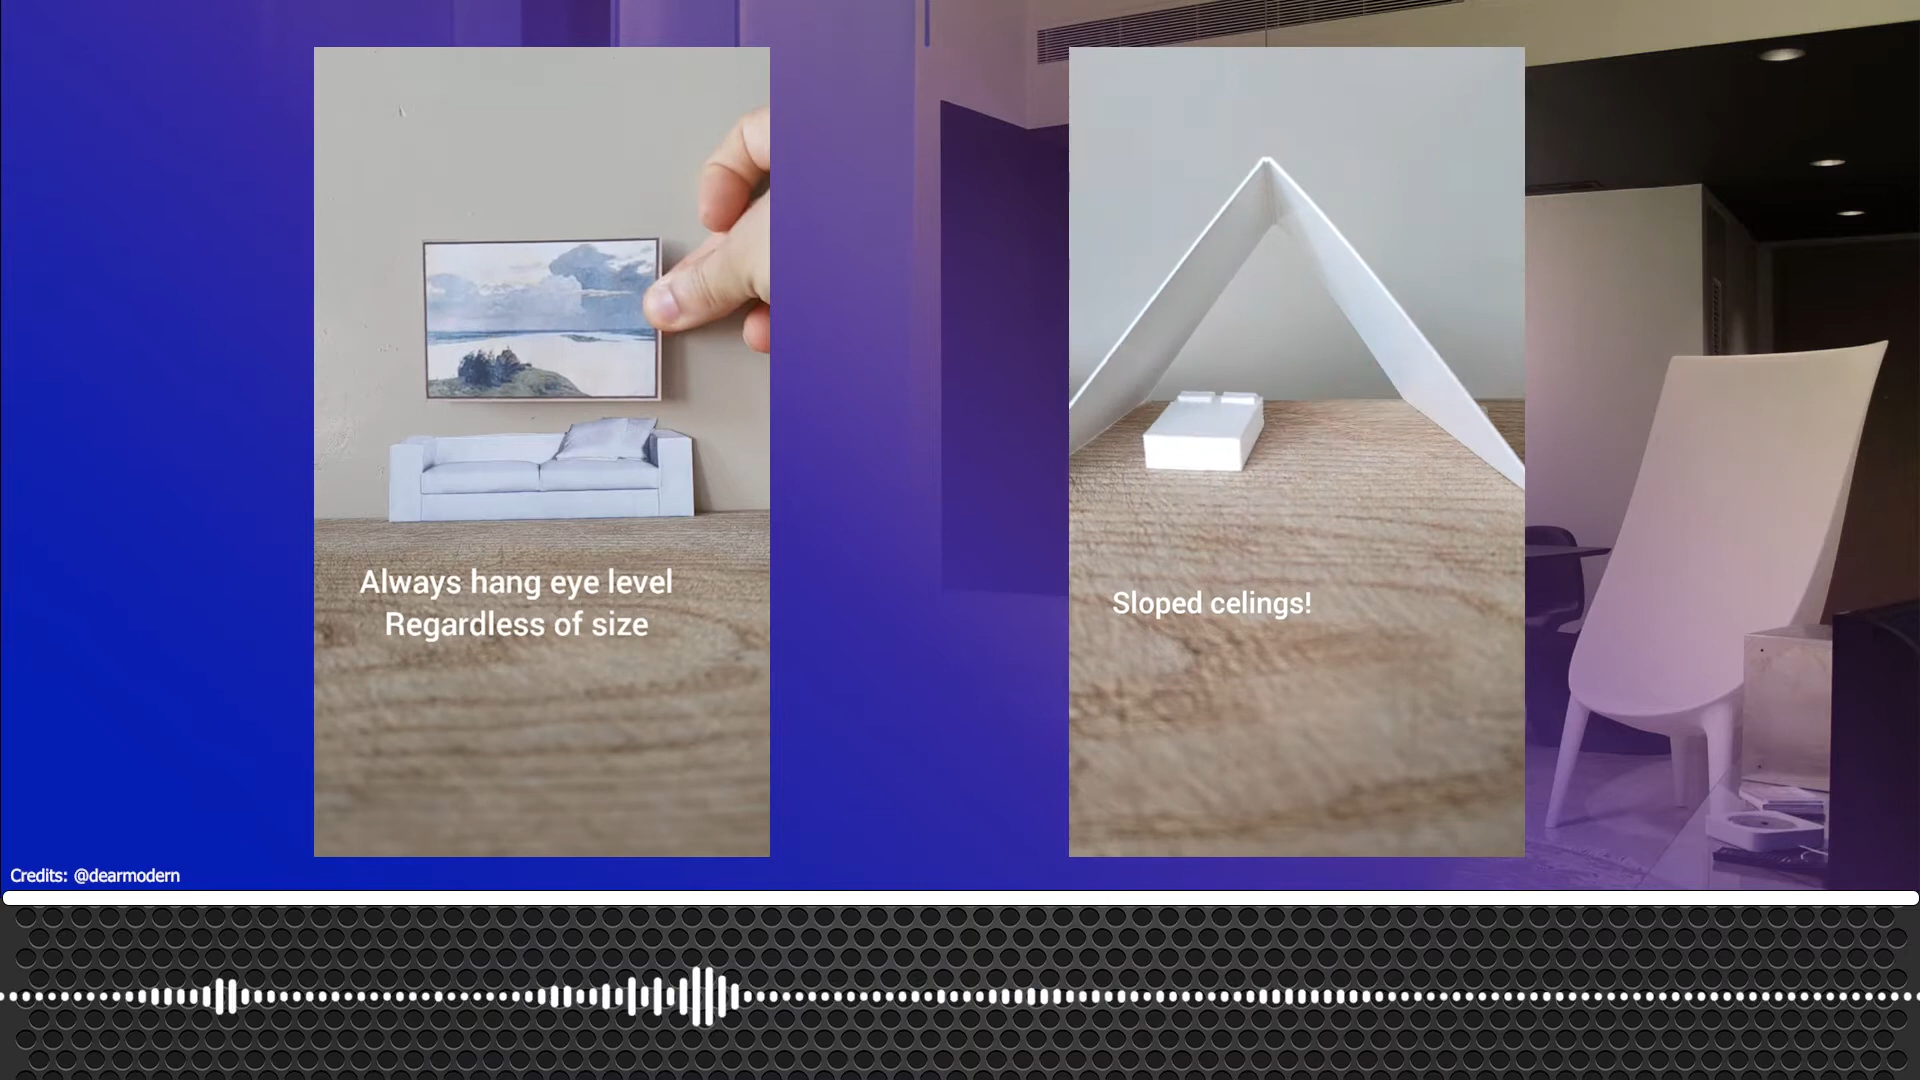 Always hang eye level
Regardless of size
Sloped celings!
Credits: @dearmodern